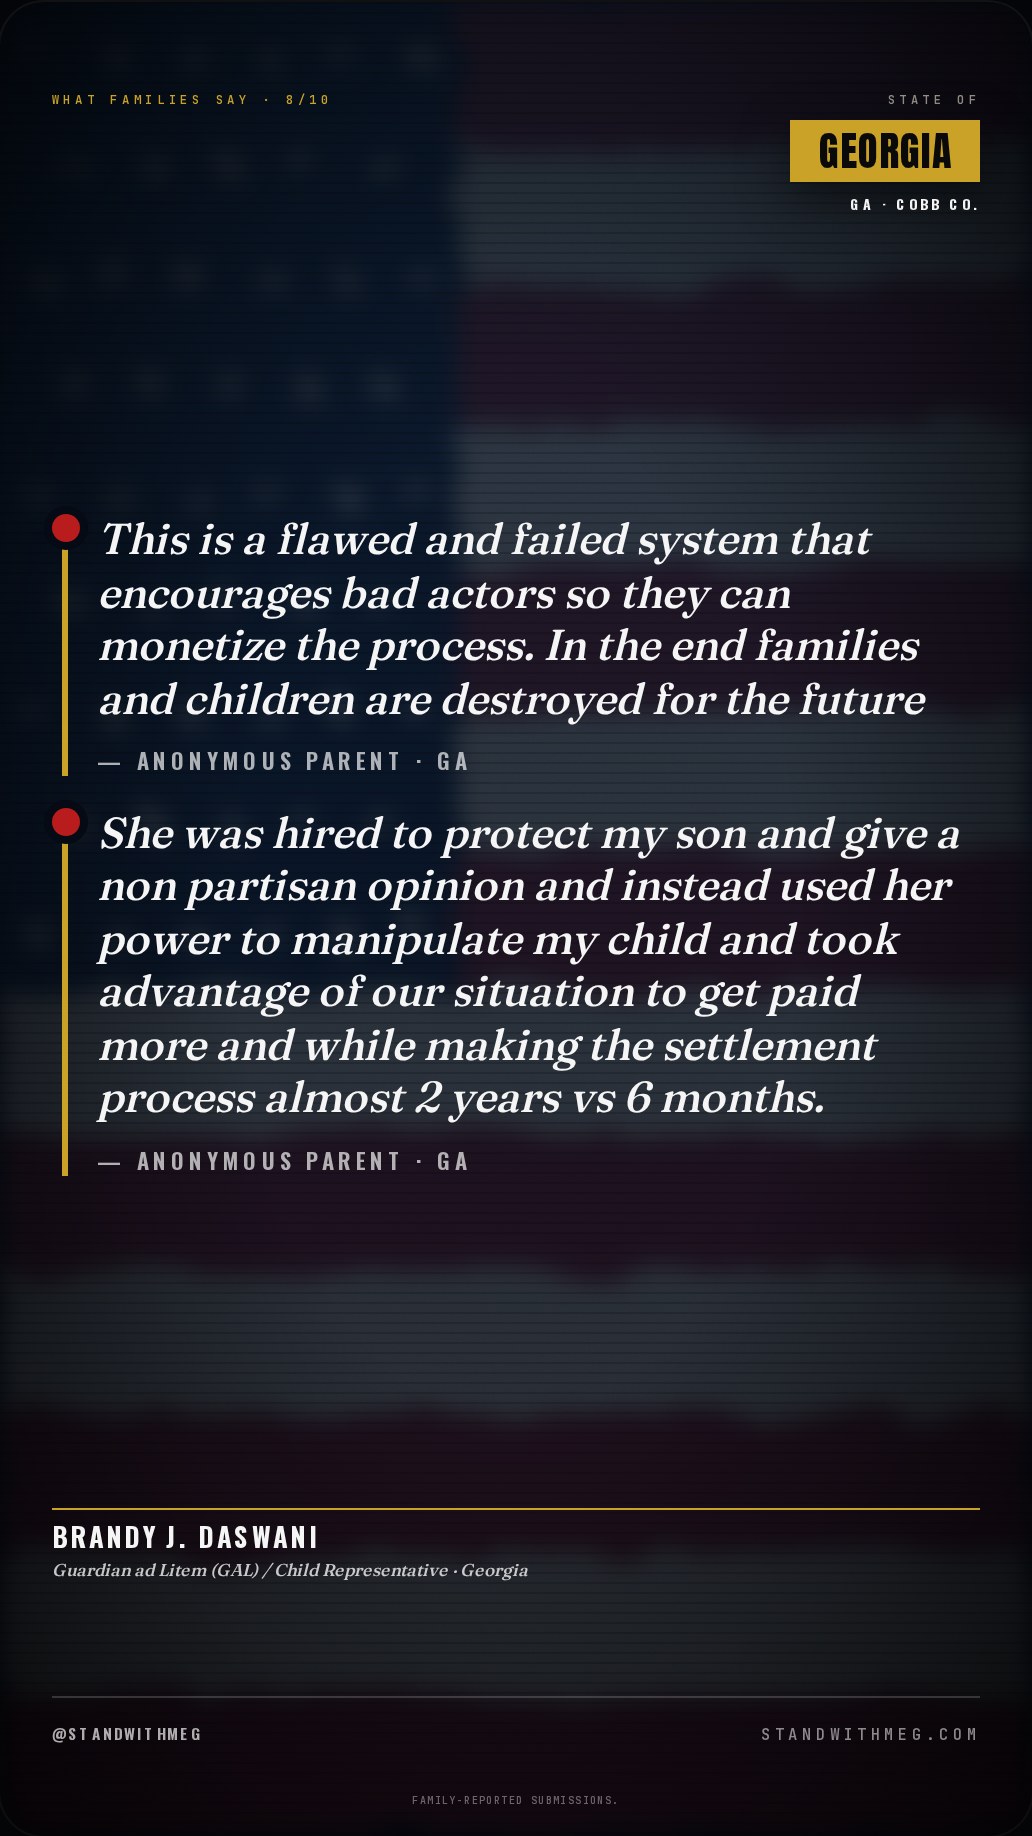 WHAT FAMILIES SAY · 8/10
STATE OF
GEORGIA
GA · COBB CO.
This is a flawed and failed system that
encourages bad actors so they can
monetize the process. In the end families
and children are destroyed for the future
— ANONYMOUS PARENT · GA
She was hired to protect my son and give a
non partisan opinion and instead used her
power to manipulate my child and took
advantage of our situation to get paid
more and while making the settlement
process almost 2 years vs 6 months.
— ANONYMOUS PARENT · GA
BRANDY J. DASWANI
Guardian ad Litem (GAL) / Child Representative · Georgia
@STANDWITHMEG
STANDWITHMEG.COM
FAMILY-REPORTED SUBMISSIONS.